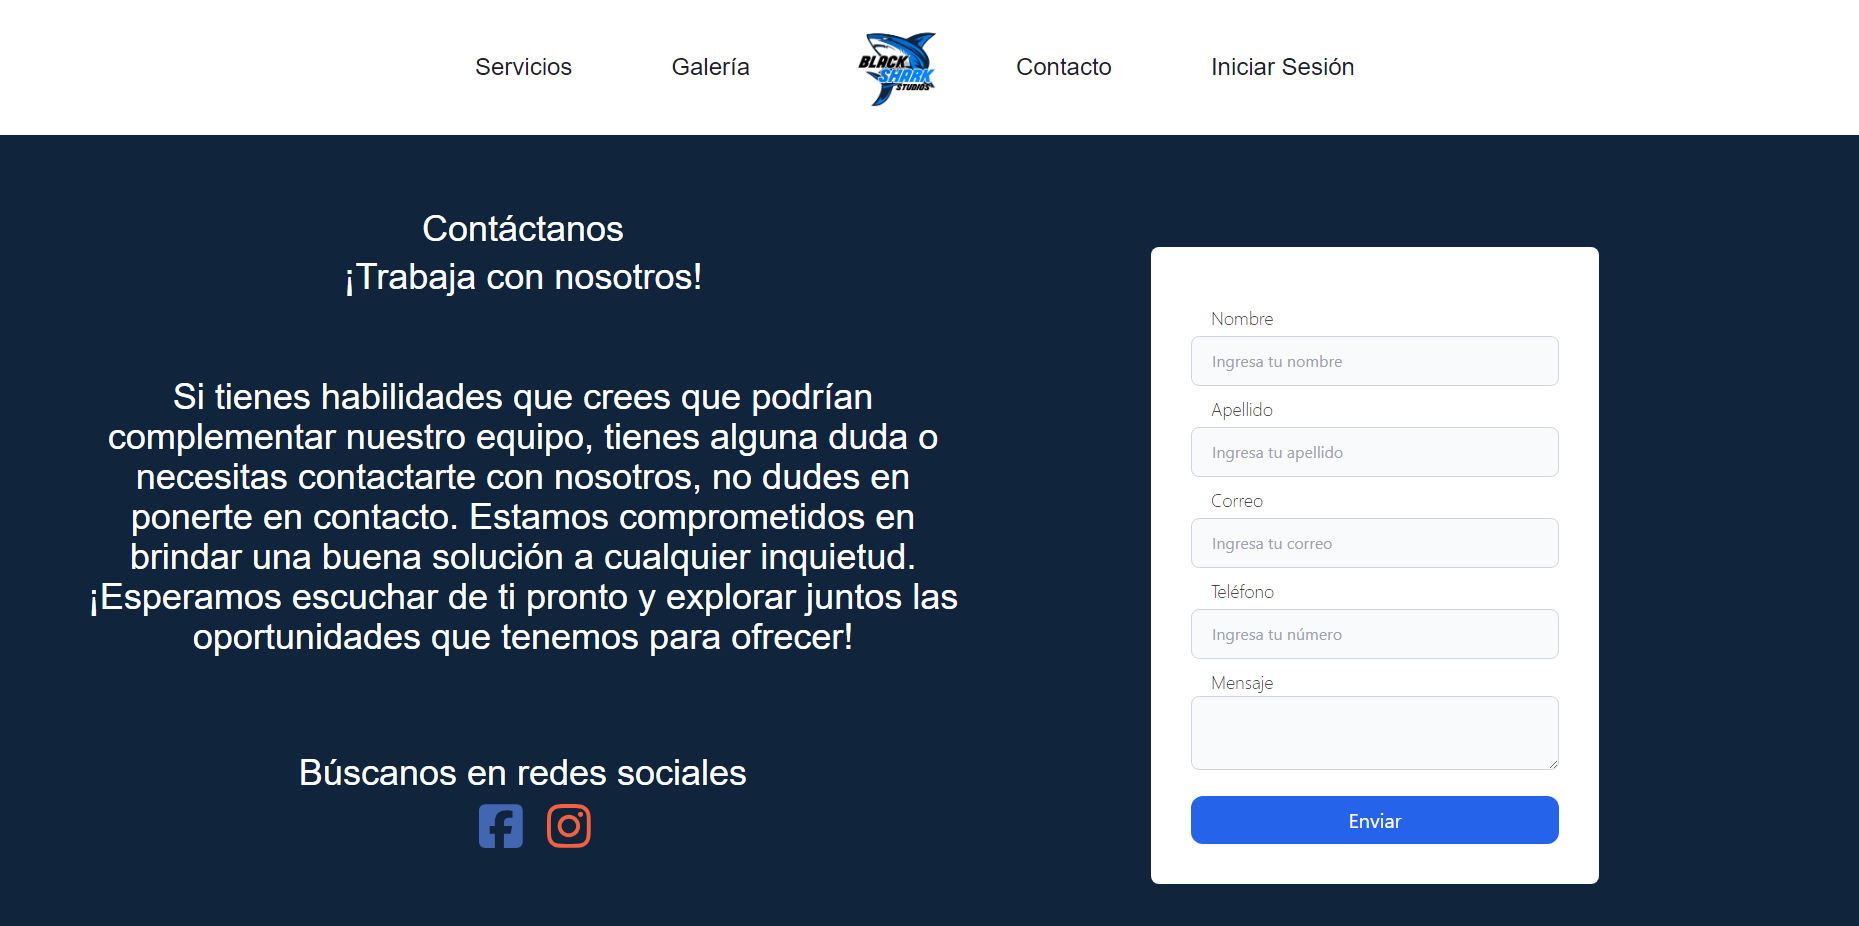 Servicios
Galería
BLACK
SHARK
STUDIOS
Contacto
Iniciar Sesión
Contáctanos
¡Trabaja con nosotros!
Si tienes habilidades que crees que podrían
complementar nuestro equipo, tienes alguna duda o
necesitas contactarte con nosotros, no dudes en
ponerte en contacto. Estamos comprometidos en
brindar una buena solución a cualquier inquietud.
¡Esperamos escuchar de ti pronto y explorar juntos las
oportunidades que tenemos para ofrecer!
Búscanos en redes sociales
Nombre
Ingresa tu nombre
Apellido
Ingresa tu apellido
Correo
Ingresa tu correo
Teléfono
Ingresa tu número
Mensaje
Enviar